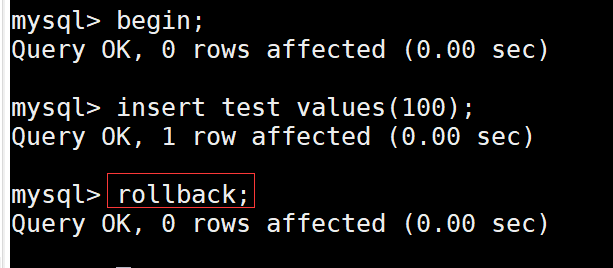 mysql> begin;
Query OK, 0 rows affected (0.00 sec)
mysql> insert test values(100);
Query OK, 1 row affected (0.00 sec)
mysql> rollback;
Query OK, 0 rows affected (0.00 sec)